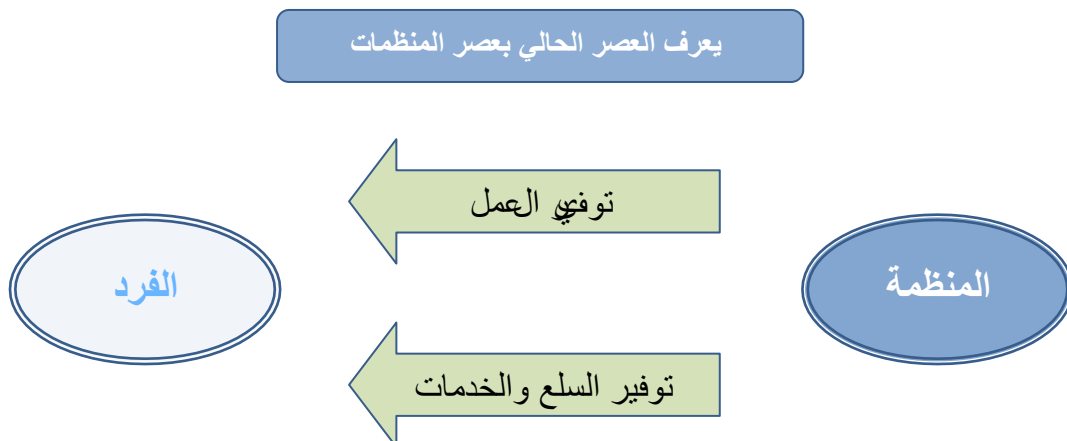 يعرف العصر الحالي بعصر المنظمات
توفير العمل
المنظمة
الفرد
توفير السلع والخدمات